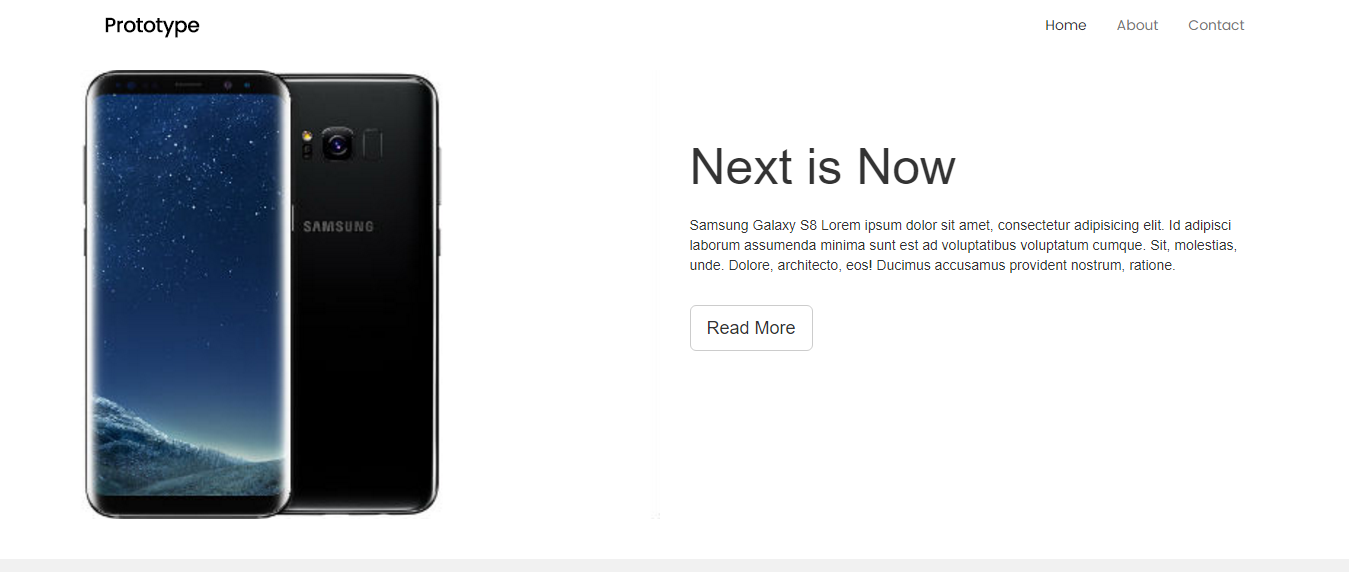 Prototype
Home About Contact
SAMSUNG
Next is Now
Samsung Galaxy S8 Lorem ipsum dolor sit amet, consectetur adipisicing elit. Id adipisci
laborum assumenda minima sunt est ad voluptatibus voluptatum cumque. Sit, molestias,
unde. Dolore, architecto, eos! Ducimus accusamus provident nostrum, ratione.
Read More